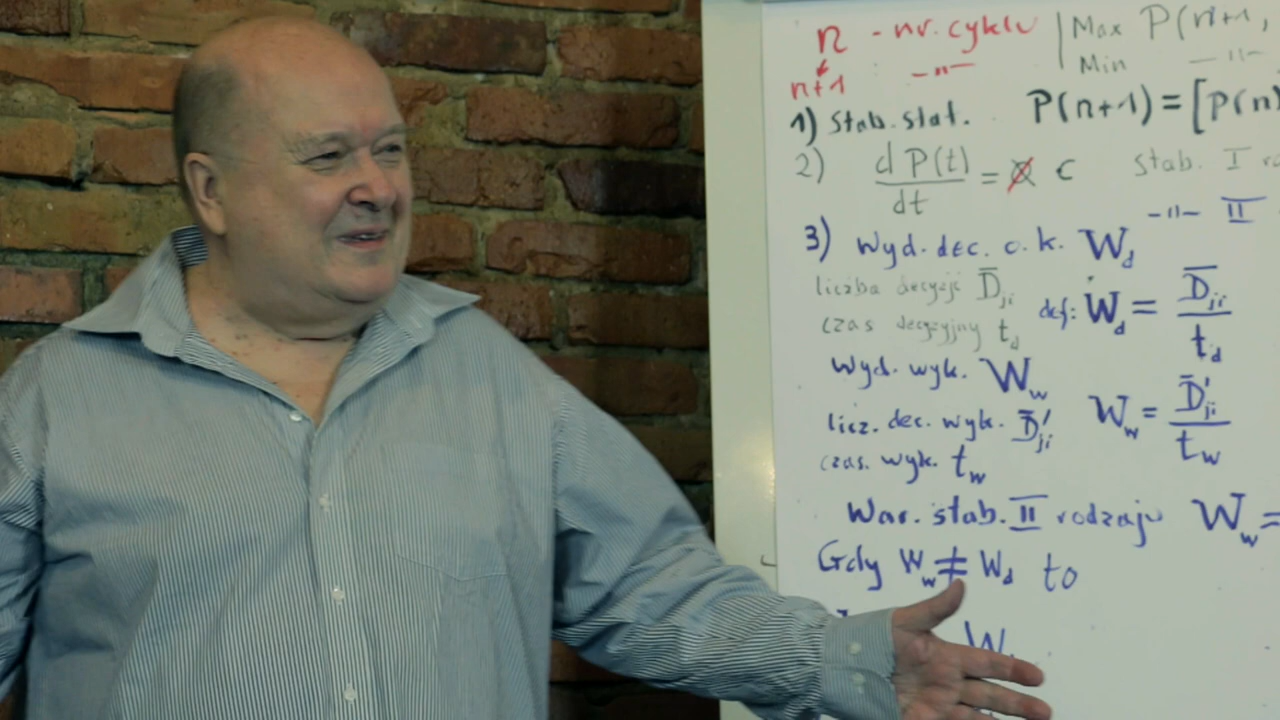 n - nr. cyklu | Max P(n+1,
n+1 -"- Min -"-
1) Stab. stat. P(n+1) = [P(n)
2) dP(t)/dt = c stab. I
-"- II
3) Wyd. dec. o. k. W_d
liczba decyzji D̅_ji def: W_d = D̅_ji / t_d
czas decyzyjny t_d
Wyd. wyk. W_w
licz. dec. wyk. D̅'_ji W_w = D̅'_ji / t_w
czas. wyk. t_w
War. stab. II rodzaju W_w =
Gdy W_w ≠ W_d to
W